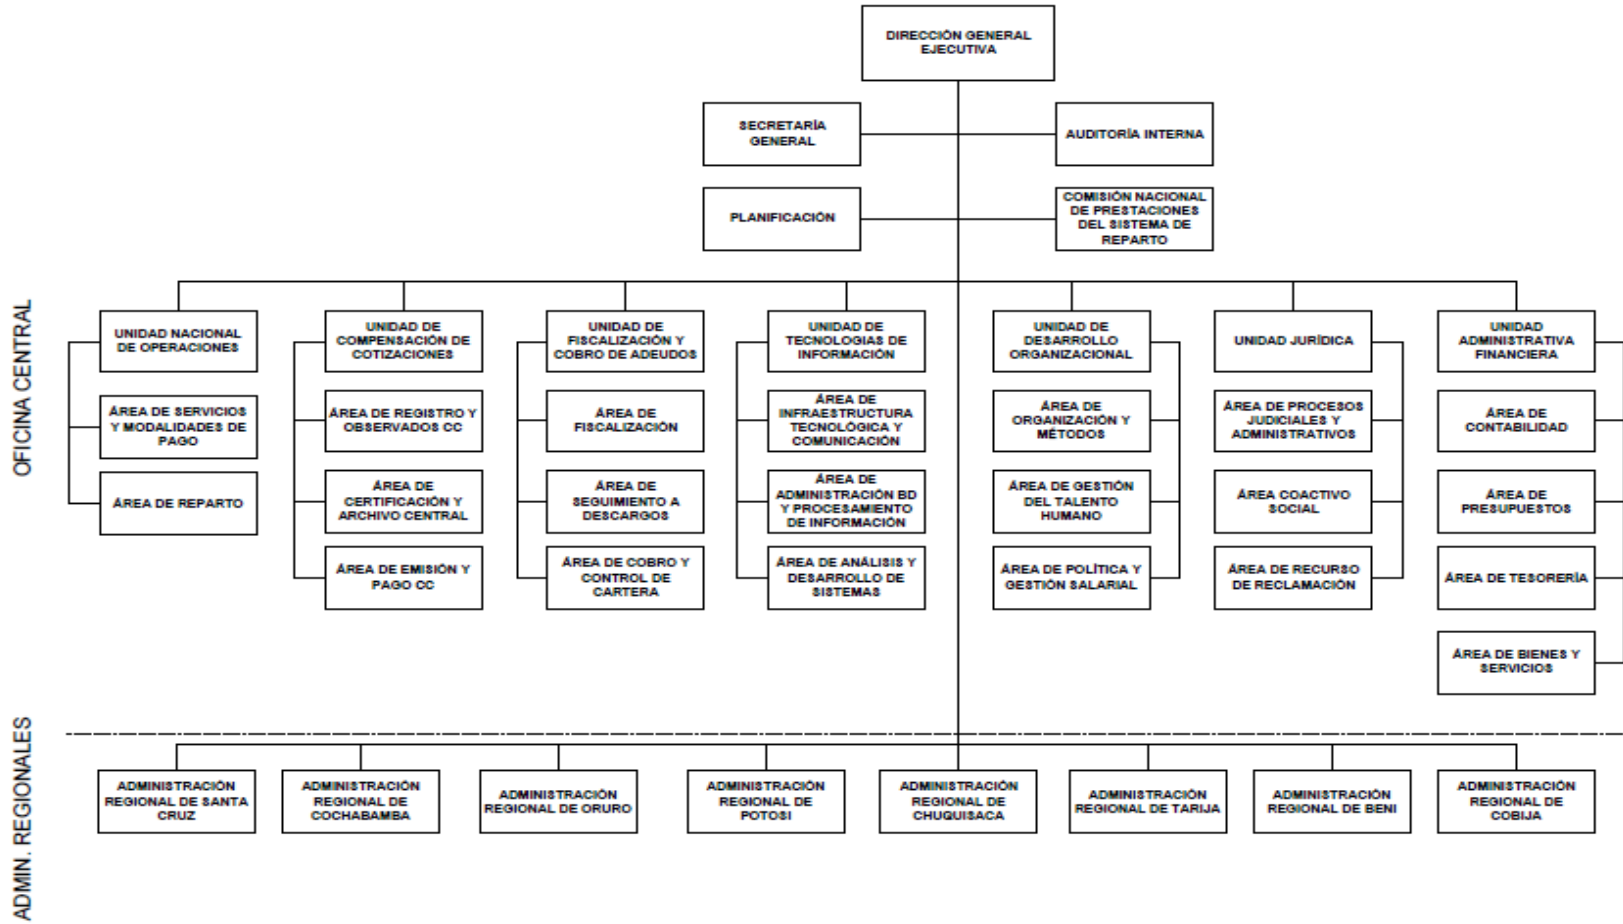 DIRECCIÓN GENERAL
EJECUTIVA
SECRETARÍA
GENERAL
AUDITORÍA INTERNA
PLANIFICACIÓN
COMISIÓN NACIONAL
DE PRESTACIONES
DEL SISTEMA DE
REPARTO
OFICINA CENTRAL
UNIDAD NACIONAL
DE OPERACIONES
ÁREA DE SERVICIOS
Y MODALIDADES DE
PAGO
ÁREA DE REPARTO
UNIDAD DE
COMPENSACIÓN DE
COTIZACIONES
ÁREA DE REGISTRO Y
OBSERVADOS CC
ÁREA DE
CERTIFICACIÓN Y
ARCHIVO CENTRAL
ÁREA DE EMISIÓN Y
PAGO CC
UNIDAD DE
FISCALIZACIÓN Y
COBRO DE ADEUDOS
ÁREA DE
FISCALIZACIÓN
ÁREA DE
SEGUIMIENTO A
DESCARGOS
ÁREA DE COBRO Y
CONTROL DE
CARTERA
UNIDAD DE
TECNOLOGIAS DE
INFORMACIÓN
ÁREA DE
INFRAESTRUCTURA
TECNOLÓGICA Y
COMUNICACIÓN
ÁREA DE
ADMINISTRACIÓN BD
Y PROCESAMIENTO
DE INFORMACIÓN
ÁREA DE ANÁLISIS Y
DESARROLLO DE
SISTEMAS
UNIDAD DE
DESARROLLO
ORGANIZACIONAL
ÁREA DE
ORGANIZACIÓN Y
MÉTODOS
ÁREA DE GESTIÓN
DEL TALENTO
HUMANO
ÁREA DE POLÍTICA Y
GESTIÓN SALARIAL
UNIDAD JURÍDICA
ÁREA DE PROCESOS
JUDICIALES Y
ADMINISTRATIVOS
ÁREA COACTIVO
SOCIAL
ÁREA DE RECURSO
DE RECLAMACIÓN
UNIDAD
ADMINISTRATIVA
FINANCIERA
ÁREA DE
CONTABILIDAD
ÁREA DE
PRESUPUESTOS
ÁREA DE TESORERÍA
ÁREA DE BIENES Y
SERVICIOS
ADMIN. REGIONALES
ADMINISTRACIÓN
REGIONAL DE SANTA
CRUZ
ADMINISTRACIÓN
REGIONAL DE
COCHABAMBA
ADMINISTRACIÓN
REGIONAL DE ORURO
ADMINISTRACIÓN
REGIONAL DE
POTOSI
ADMINISTRACIÓN
REGIONAL DE
CHUQUISACA
ADMINISTRACIÓN
REGIONAL DE TARIJA
ADMINISTRACIÓN
REGIONAL DE BENI
ADMINISTRACIÓN
REGIONAL DE
COBIJA